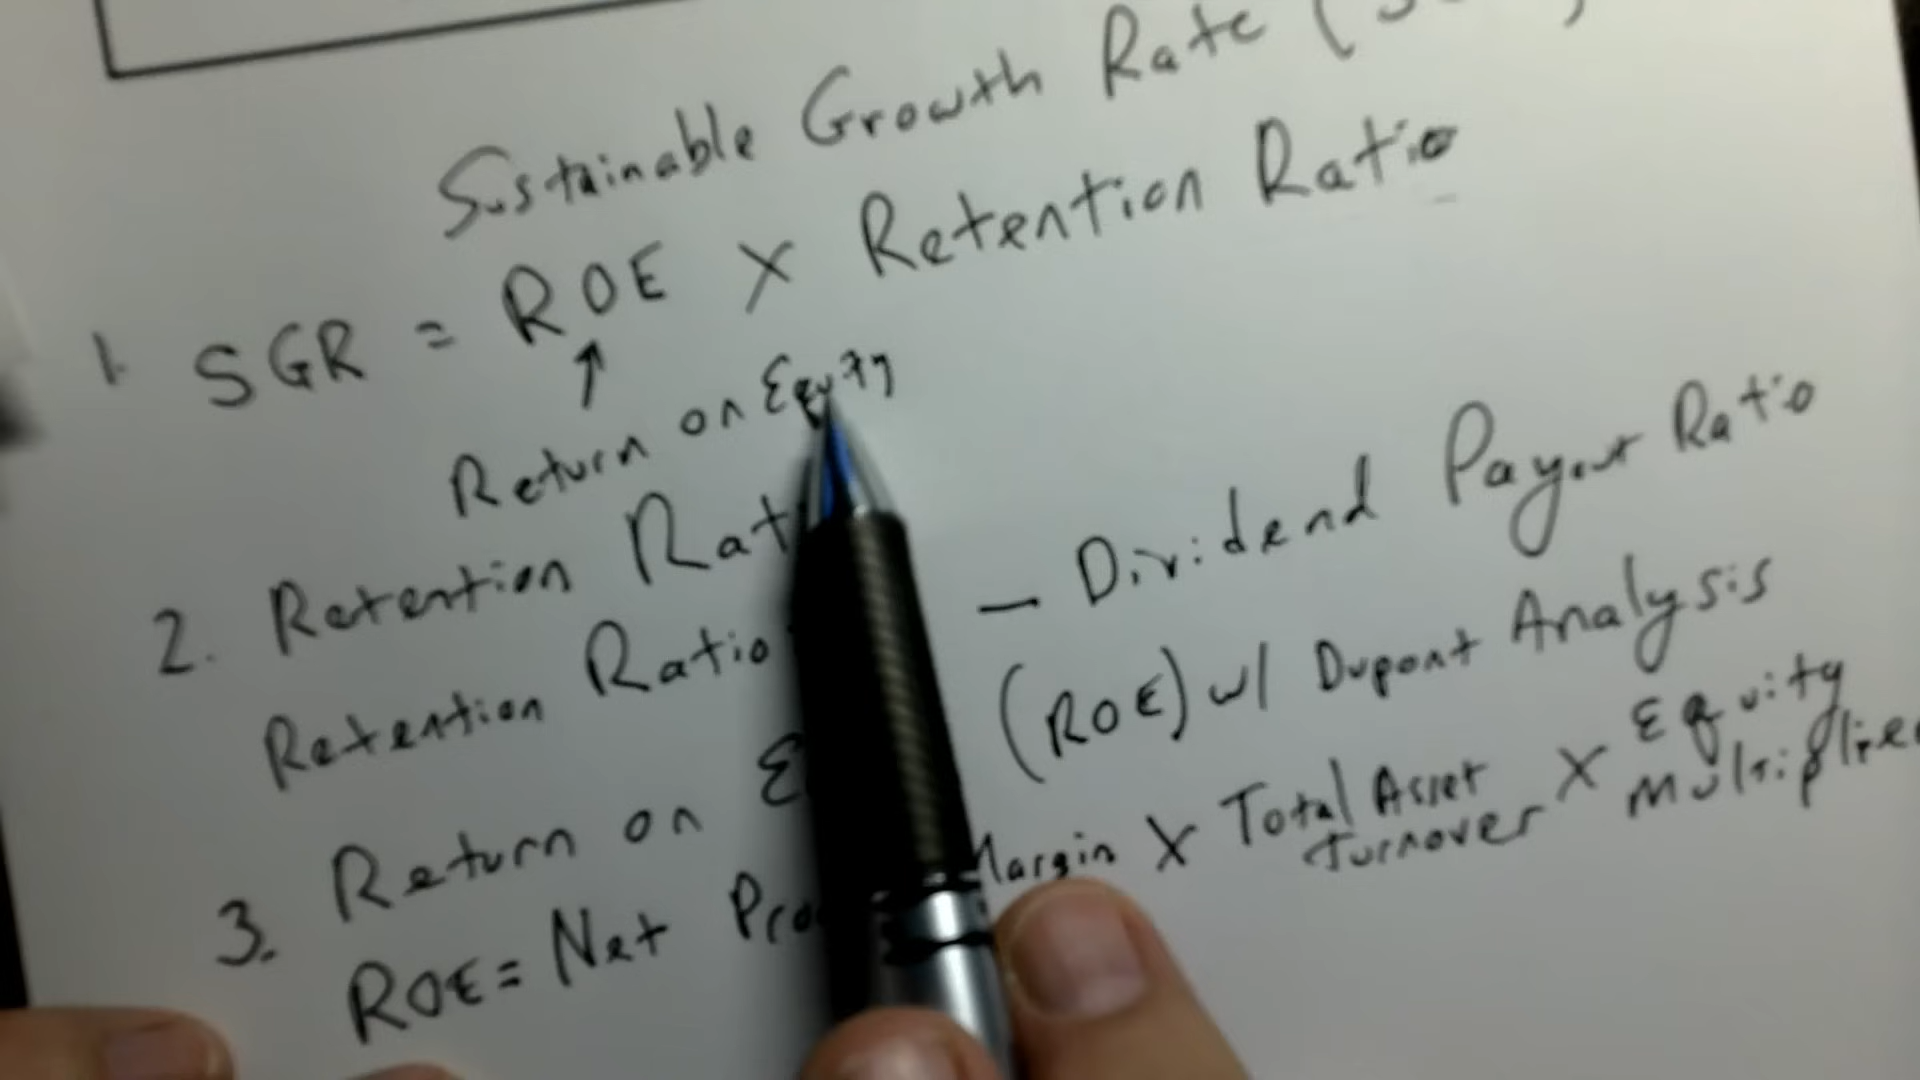 Sustainable Growth Rate (
1. SGR = ROE X Retention Ratio
↑
Return on Equity
2. Retention
Retention Ratio — Dividend Payout Ratio
3. Return on (ROE) w/ Dupont Analysis
ROE = Net Margin X Total Asset Turnover X Equity Multiplier